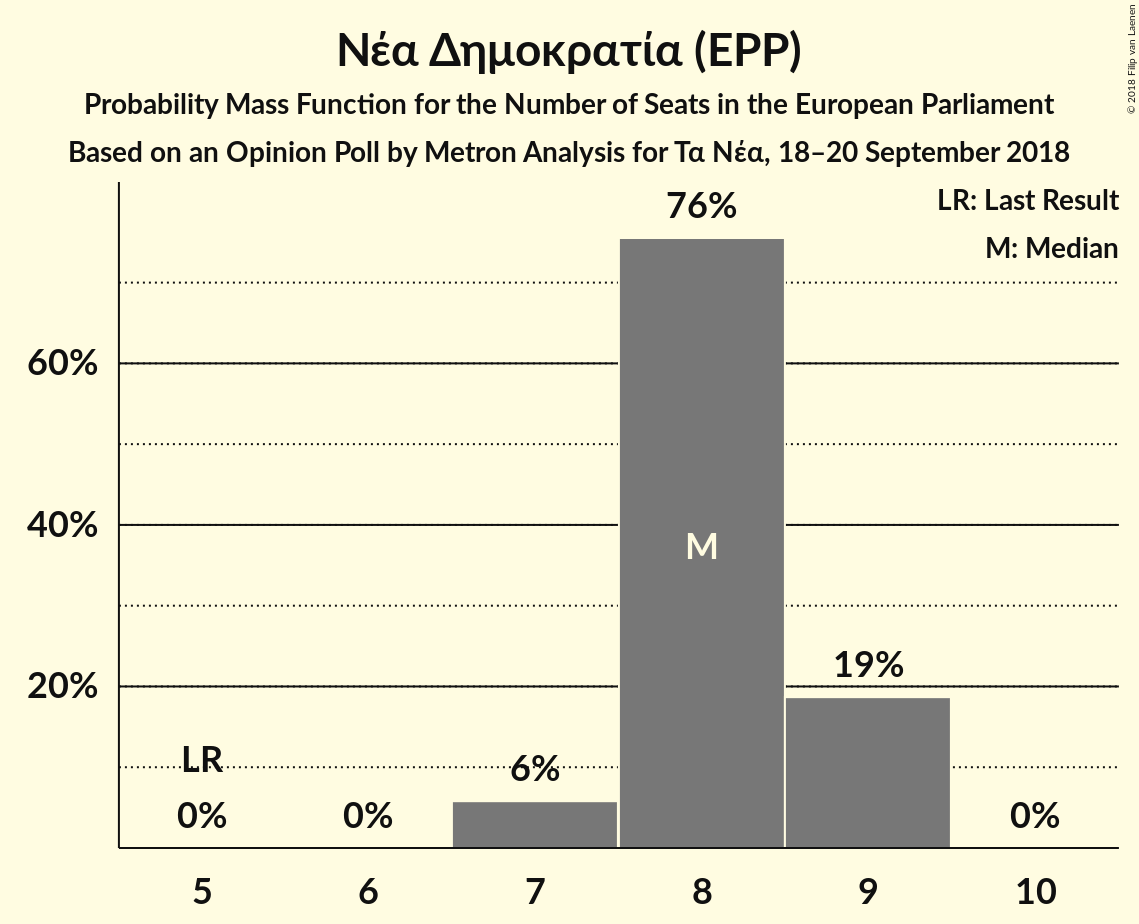 Νέα Δημοκρατία (EPP)
Probability Mass Function for the Number of Seats in the European Parliament
Based on an Opinion Poll by Metron Analysis for Τα Νέα, 18–20 September 2018
© 2018 Filip van Laenen
LR: Last Result
M: Median
76%
60%
40%
M
20%
19%
LR
6%
0%
0%
0%
5
6
7
8
9
10